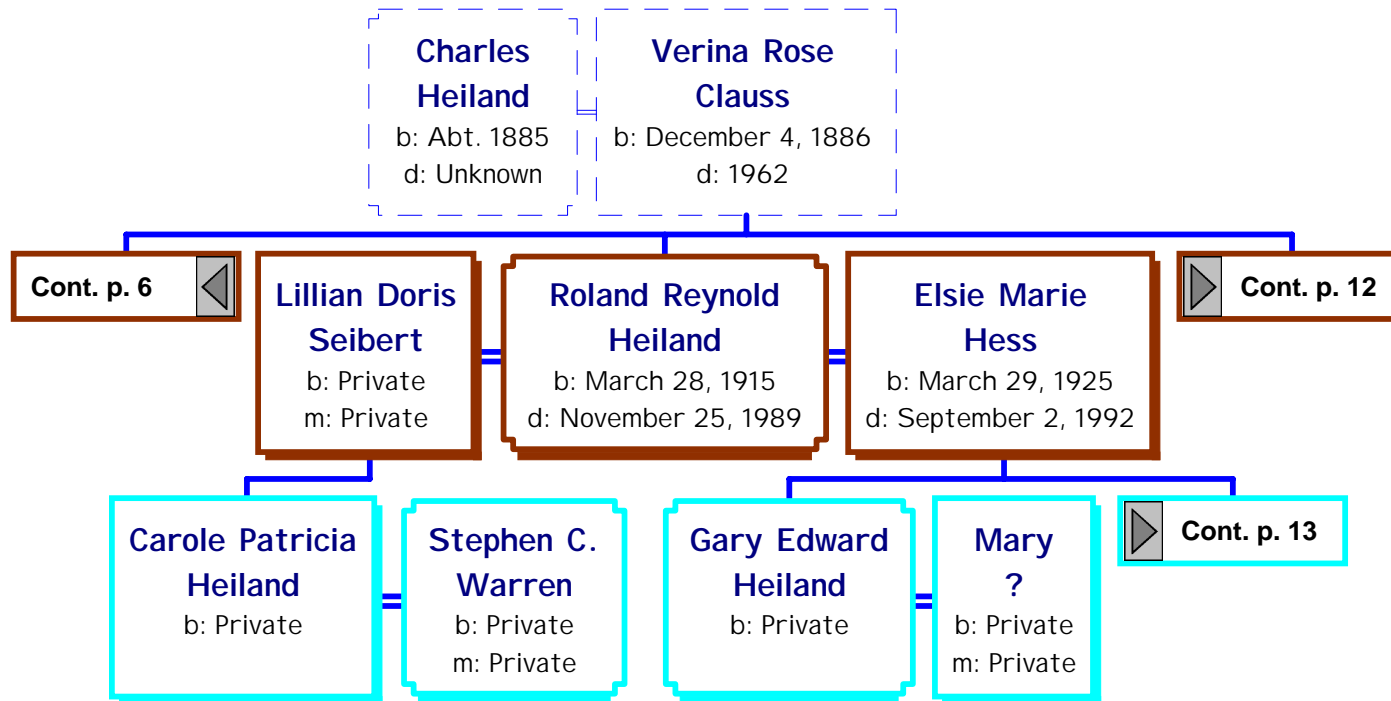 Charles
Heiland
b: Abt. 1885
d: Unknown
Verina Rose
Clauss
b: December 4, 1886
d: 1962
Cont. p. 6
Lillian Doris
Seibert
b: Private
m: Private
Roland Reynold
Heiland
b: March 28, 1915
d: November 25, 1989
Elsie Marie
Hess
b: March 29, 1925
d: September 2, 1992
Cont. p. 12
Carole Patricia
Heiland
b: Private
Stephen C.
Warren
b: Private
m: Private
Gary Edward
Heiland
b: Private
Mary
?
b: Private
m: Private
Cont. p. 13